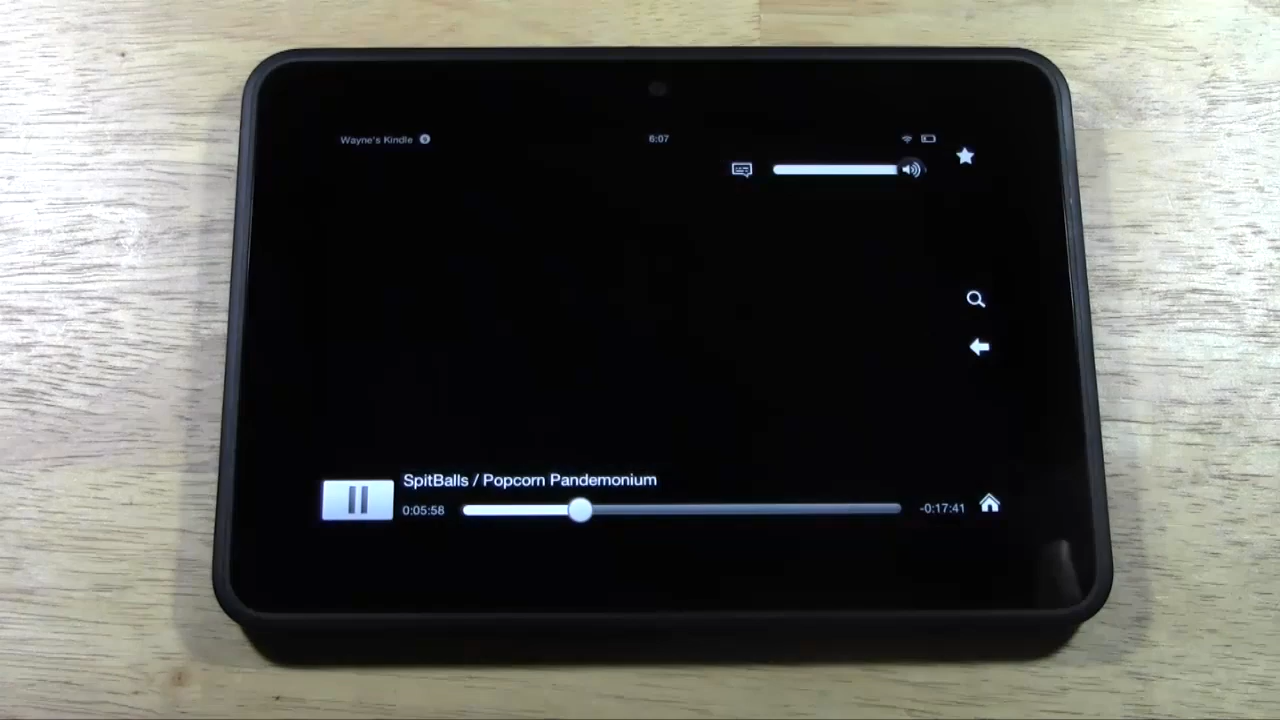 Wayne's Kindle
6:07
SpitBalls / Popcorn Pandemonium
0:05:58
-0:17:41